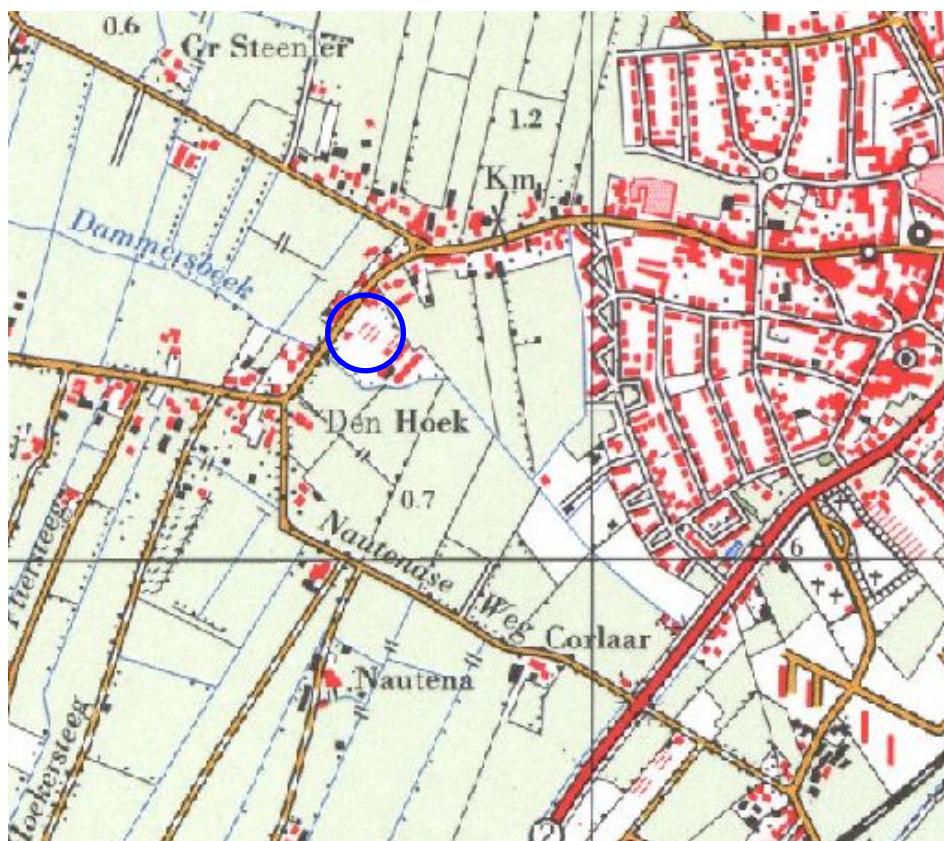 0.6
Gr Steenler
1.2
Km
Dammersbeek
Den Hoek
0.7
Nautenase Weg
6
Corlaar
Nautena
2